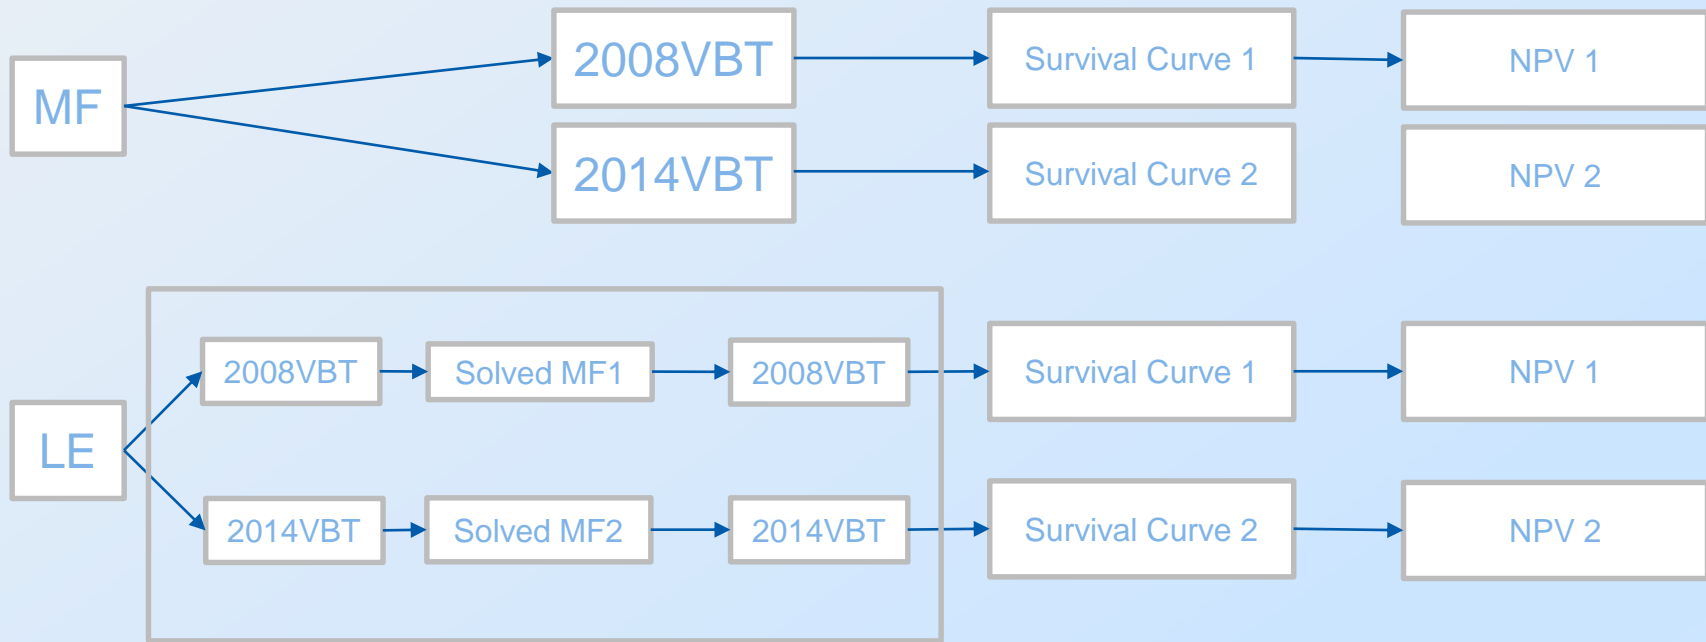 MF
2008VBT
Survival Curve 1
NPV 1
2014VBT
Survival Curve 2
NPV 2
LE
2008VBT
Solved MF1
2008VBT
Survival Curve 1
NPV 1
2014VBT
Solved MF2
2014VBT
Survival Curve 2
NPV 2